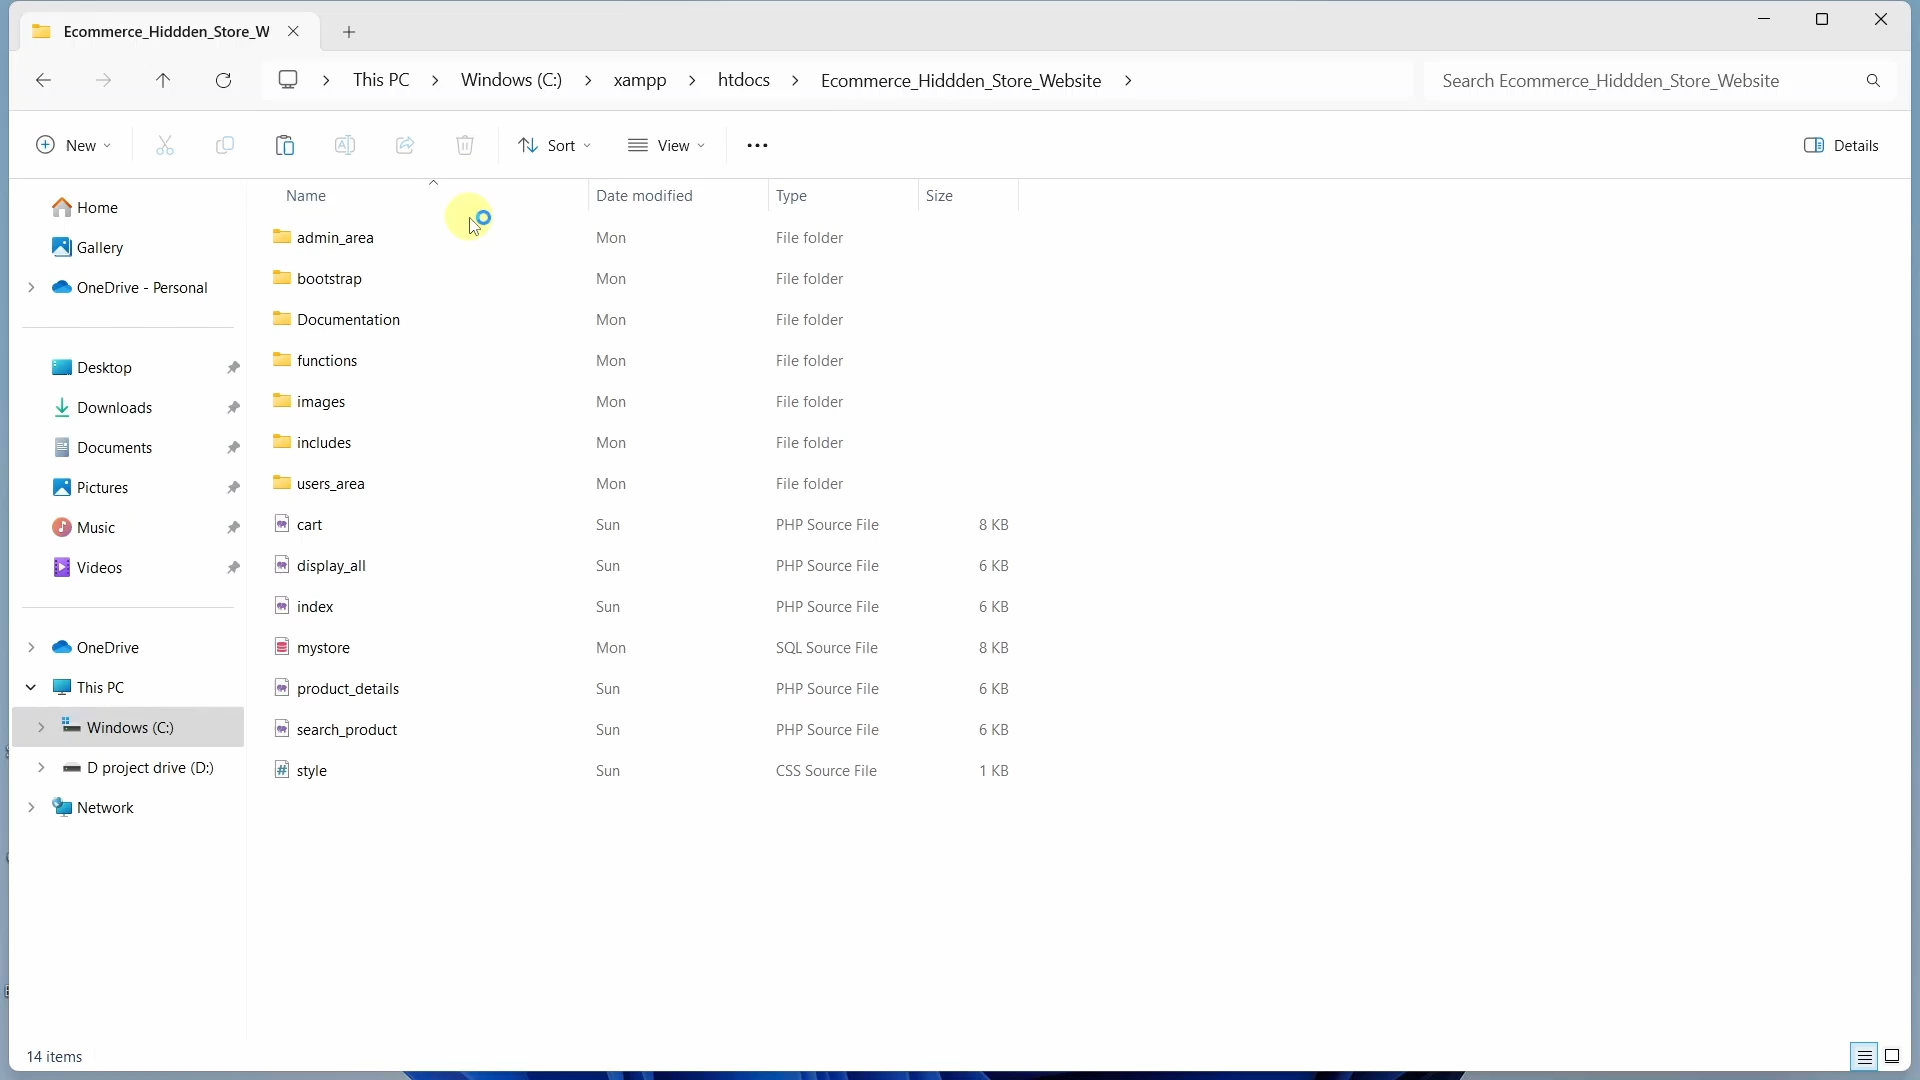 Ecommerce_Hiddden_Store_W
This PC
Windows (C:)
xampp
htdocs
Ecommerce_Hiddden_Store_Website
Search Ecommerce_Hiddden_Store_Website
New
Sort
View
Details
Name
Date modified
Type
Size
Home
Gallery
OneDrive - Personal
Desktop
Downloads
Documents
Pictures
Music
Videos
OneDrive
This PC
Windows (C:)
D project drive (D:)
Network
admin_area Mon File folder
bootstrap Mon File folder
Documentation Mon File folder
functions Mon File folder
images Mon File folder
includes Mon File folder
users_area Mon File folder
cart Sun PHP Source File 8 KB
display_all Sun PHP Source File 6 KB
index Sun PHP Source File 6 KB
mystore Mon SQL Source File 8 KB
product_details Sun PHP Source File 6 KB
search_product Sun PHP Source File 6 KB
style Sun CSS Source File 1 KB
14 items